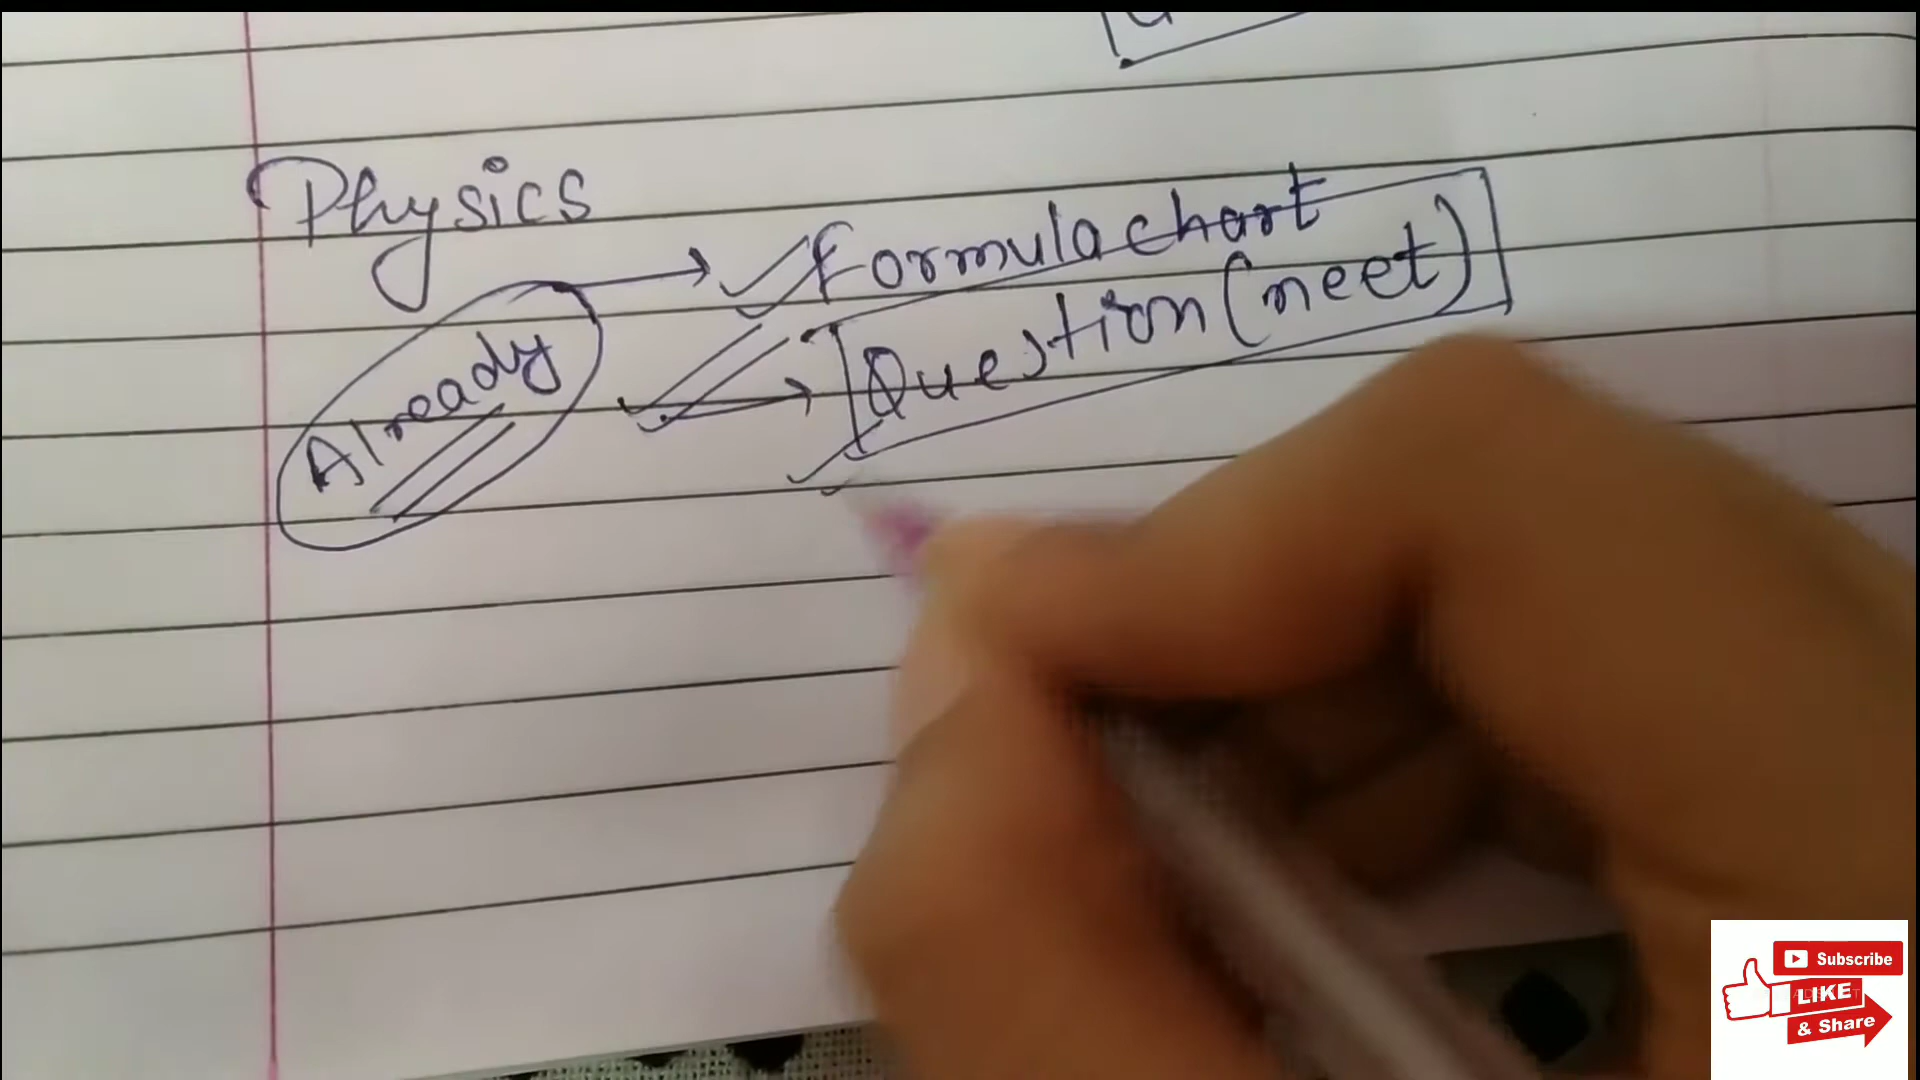 Physics
Formula chart
Already
Question (neet)
Subscribe
LIKE
& Share